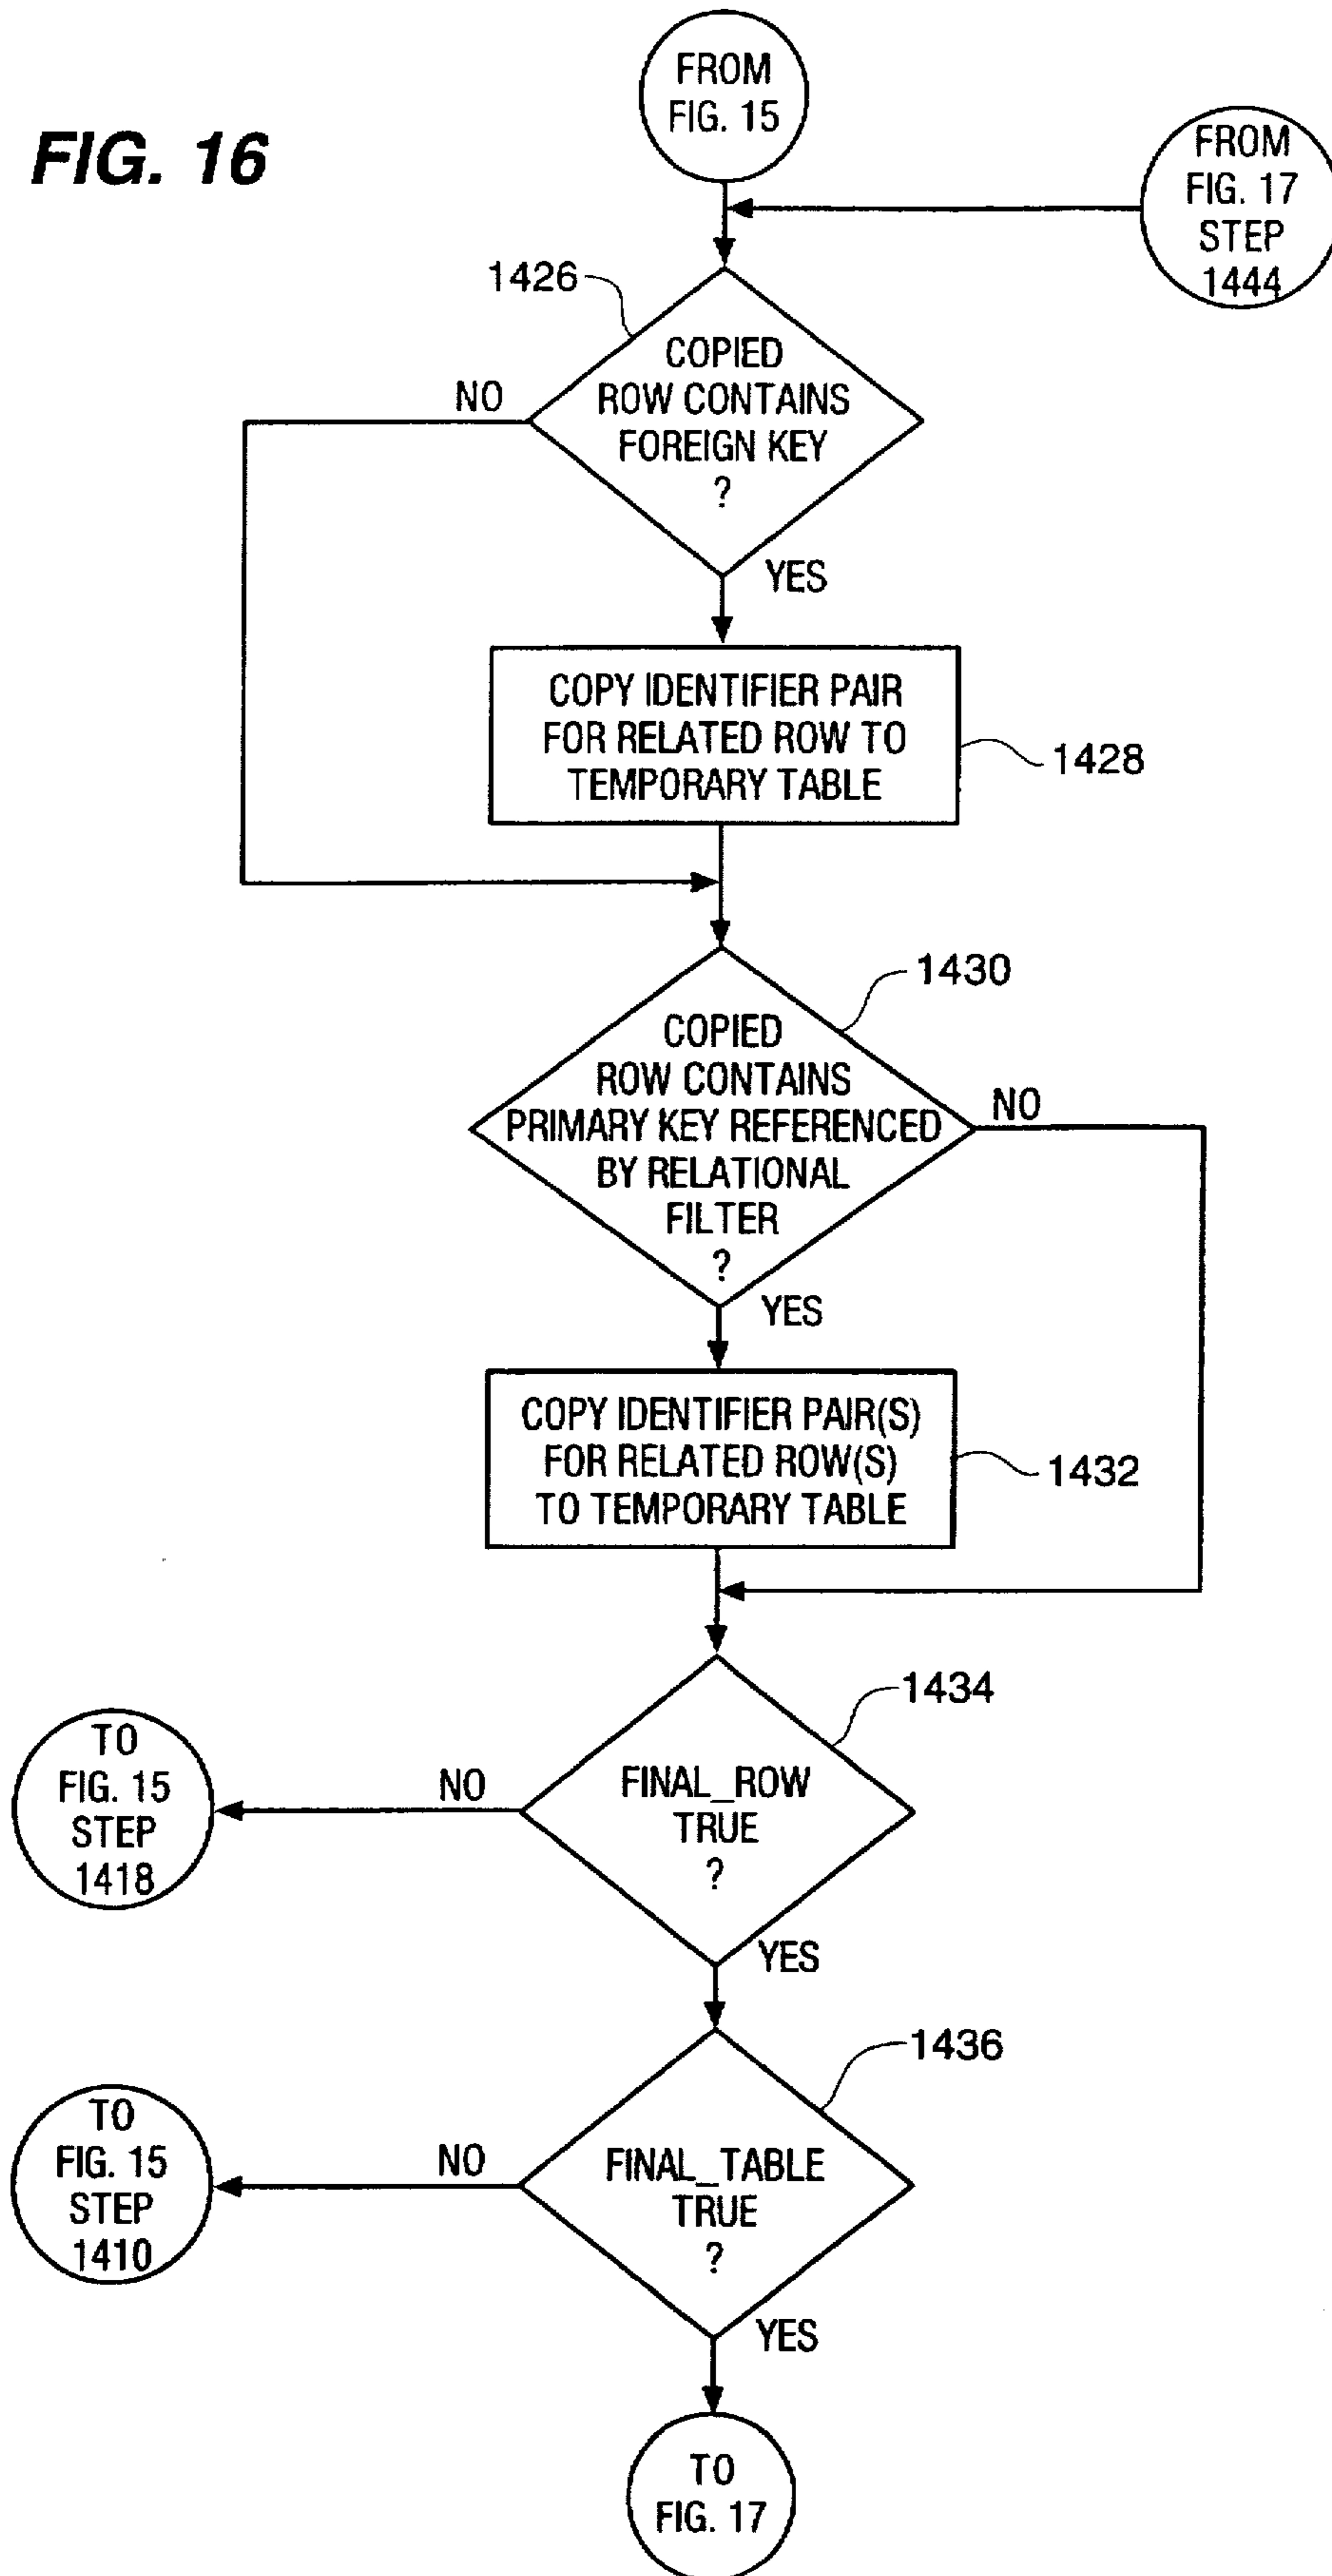 FIG. 16
FROM
FIG. 15
FROM
FIG. 17
STEP
1444
1426
COPIED
ROW CONTAINS
FOREIGN KEY
?
NO
YES
COPY IDENTIFIER PAIR
FOR RELATED ROW TO
TEMPORARY TABLE
1428
1430
COPIED
ROW CONTAINS
PRIMARY KEY REFERENCED
BY RELATIONAL
FILTER
?
NO
YES
COPY IDENTIFIER PAIR(S)
FOR RELATED ROW(S)
TO TEMPORARY TABLE
1432
1434
FINAL_ROW
TRUE
?
NO
TO
FIG. 15
STEP
1418
YES
1436
FINAL_TABLE
TRUE
?
NO
TO
FIG. 15
STEP
1410
YES
TO
FIG. 17